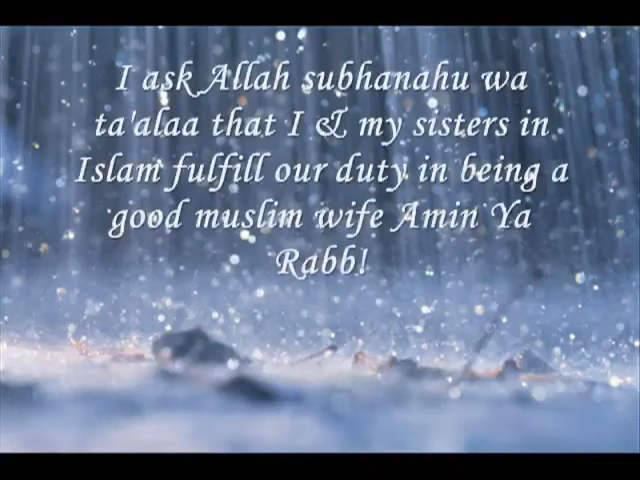 I ask Allah subhanahu wa
ta'alaa that I & my sisters in
Islam fulfill our duty in being a
good muslim wife Amin Ya
Rabb!